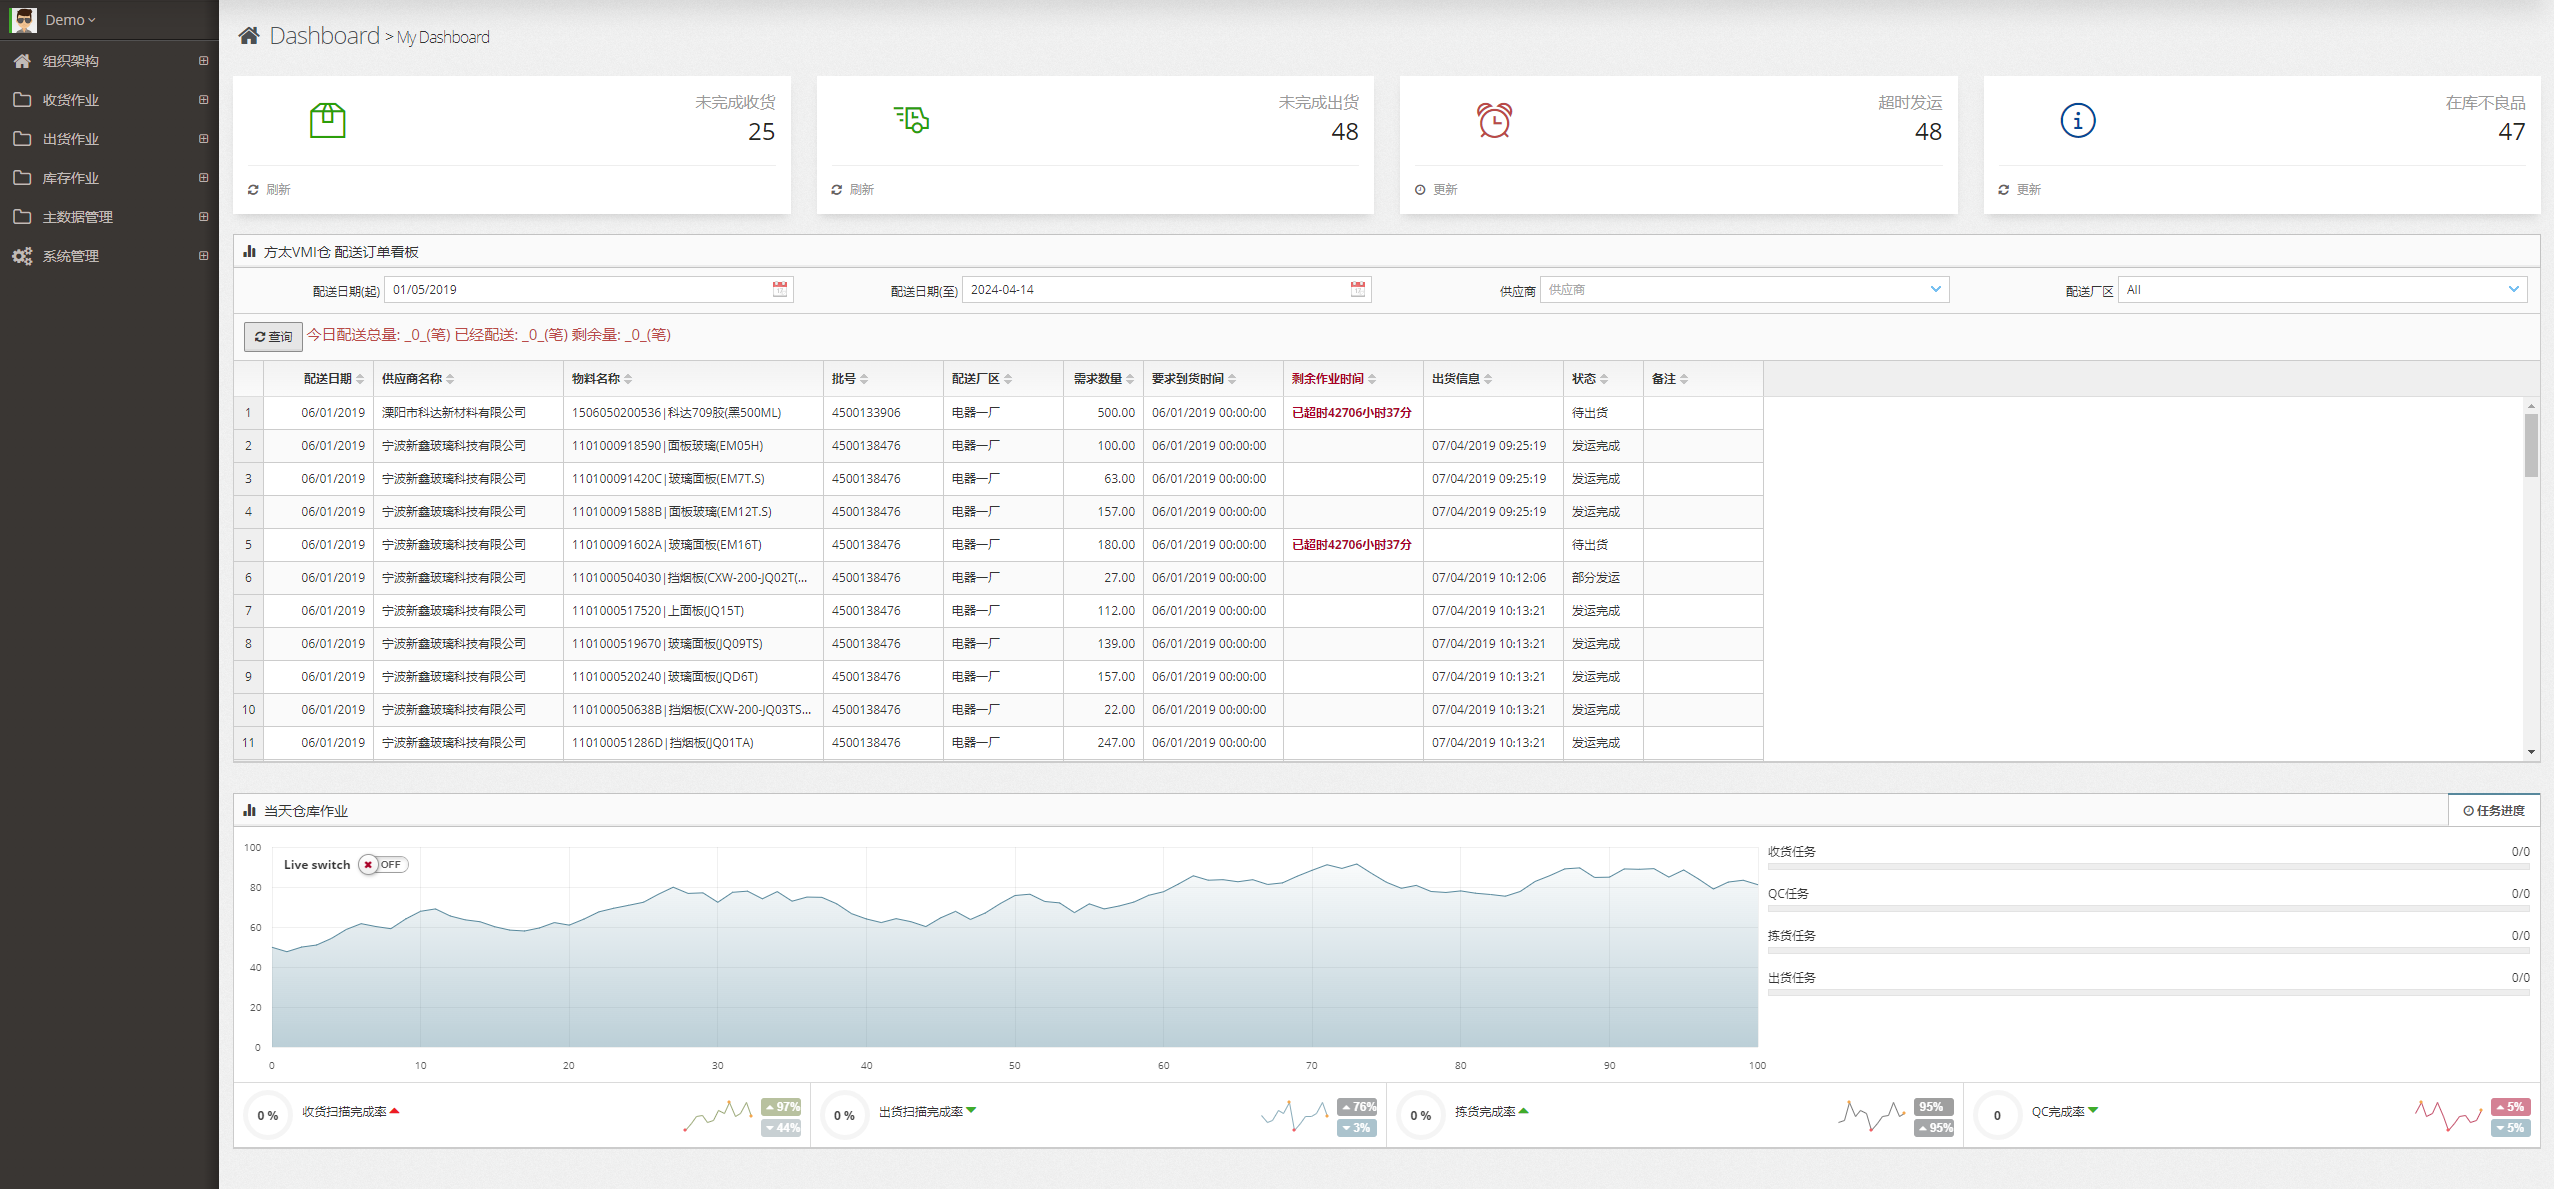 Demo
组织架构
收货作业
出货作业
库存作业
主数据管理
系统管理
Dashboard > My Dashboard
未完成收货
25
刷新
未完成出货
48
刷新
超时发运
48
更新
在库不良品
47
更新
方太VMI仓 配送订单看板
配送日期(起) 01/05/2019 配送日期(至) 2024-04-14 供应商 供应商 配送厂区 All
查询 今日配送总量: _0_(笔) 已经配送: _0_(笔) 剩余量: _0_(笔)
配送日期 供应商名称 物料名称 批号 配送厂区 需求数量 要求到货时间 剩余作业时间 出货信息 状态 备注
1 06/01/2019 溧阳市科达新材料有限公司 1506050200536|科达709胶(黑500ML) 4500133906 电器一厂 500.00 06/01/2019 00:00:00 已超时42706小时37分 待出货
2 06/01/2019 宁波新鑫玻璃科技有限公司 1101000918590|面板玻璃(EM05H) 4500138476 电器一厂 100.00 06/01/2019 00:00:00 07/04/2019 09:25:19 发运完成
3 06/01/2019 宁波新鑫玻璃科技有限公司 110100091420C|玻璃面板(EM7T.S) 4500138476 电器一厂 63.00 06/01/2019 00:00:00 07/04/2019 09:25:19 发运完成
4 06/01/2019 宁波新鑫玻璃科技有限公司 110100091588B|面板玻璃(EM12T.S) 4500138476 电器一厂 157.00 06/01/2019 00:00:00 07/04/2019 09:25:19 发运完成
5 06/01/2019 宁波新鑫玻璃科技有限公司 110100091602A|玻璃面板(EM16T) 4500138476 电器一厂 180.00 06/01/2019 00:00:00 已超时42706小时37分 待出货
6 06/01/2019 宁波新鑫玻璃科技有限公司 1101000504030|挡烟板(CXW-200-JQ02T(... 4500138476 电器一厂 27.00 06/01/2019 00:00:00 07/04/2019 10:12:06 部分发运
7 06/01/2019 宁波新鑫玻璃科技有限公司 1101000517520|上面板(JQ15T) 4500138476 电器一厂 112.00 06/01/2019 00:00:00 07/04/2019 10:13:21 发运完成
8 06/01/2019 宁波新鑫玻璃科技有限公司 1101000519670|玻璃面板(JQ09TS) 4500138476 电器一厂 139.00 06/01/2019 00:00:00 07/04/2019 10:13:21 发运完成
9 06/01/2019 宁波新鑫玻璃科技有限公司 1101000520240|玻璃面板(JQD6T) 4500138476 电器一厂 157.00 06/01/2019 00:00:00 07/04/2019 10:13:21 发运完成
10 06/01/2019 宁波新鑫玻璃科技有限公司 110100050638B|挡烟板(CXW-200-JQ03TS... 4500138476 电器一厂 22.00 06/01/2019 00:00:00 07/04/2019 10:13:21 发运完成
11 06/01/2019 宁波新鑫玻璃科技有限公司 110100051286D|挡烟板(JQ01TA) 4500138476 电器一厂 247.00 06/01/2019 00:00:00 07/04/2019 10:13:21 发运完成
当天仓库作业 任务进度
Live switch OFF
100
80
60
40
20
0
0 10 20 30 40 50 60 70 80 90 100
收货任务 0/0
QC任务 0/0
拣货任务 0/0
出货任务 0/0
0 % 收货扫描完成率 97% 44%
0 % 出货扫描完成率 76% 3%
0 % 拣货完成率 95% 95%
0 QC完成率 5% 5%